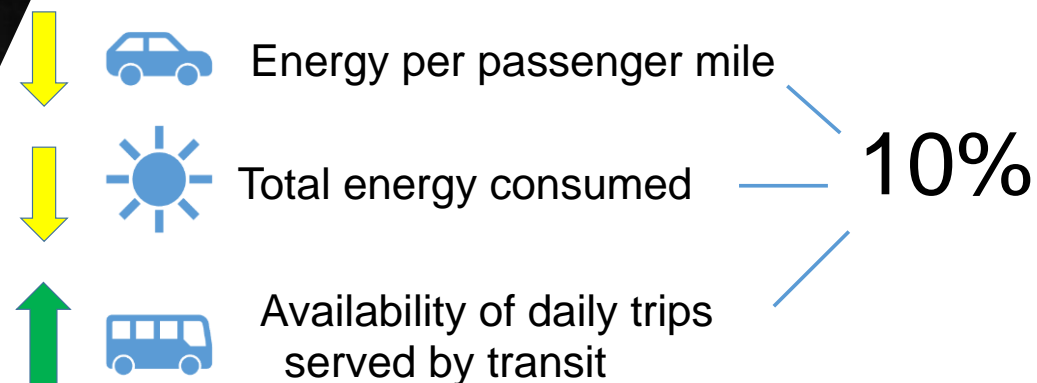 Energy per passenger mile
Total energy consumed
10%
Availability of daily trips
served by transit